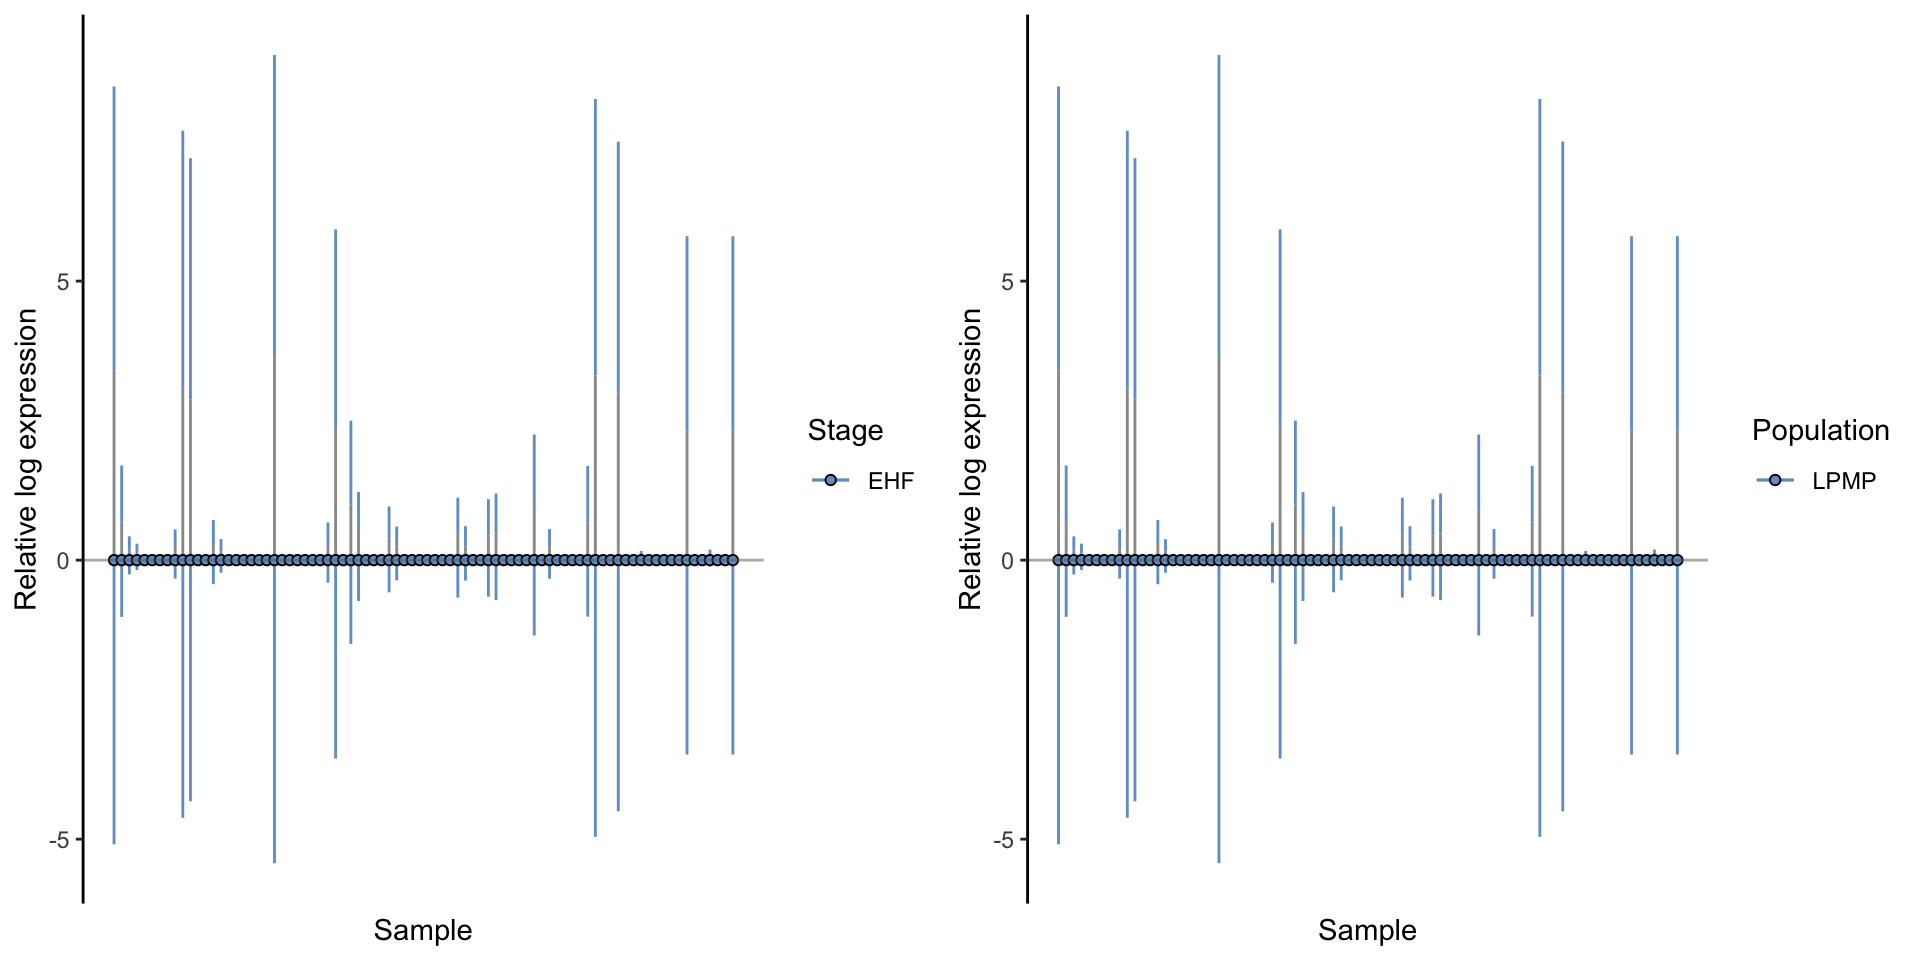 Relative log expression
5
0
-5
Sample
Stage
EHF
Relative log expression
5
0
-5
Sample
Population
LPMP